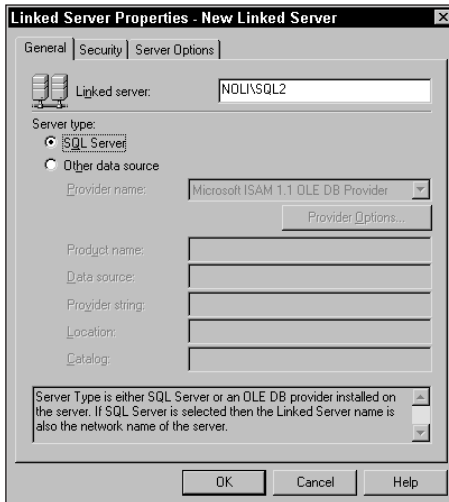 Linked Server Properties - New Linked Server
General Security Server Options
Linked server: NOLI\SQL2
Server type:
SQL Server
Other data source
Provider name: Microsoft ISAM 1.1 OLE DB Provider
Provider Options...
Product name:
Data source:
Provider string:
Location:
Catalog:
Server Type is either SQL Server or an OLE DB provider installed on
the server. If SQL Server is selected then the Linked Server name is
also the network name of the server.
OK Cancel Help